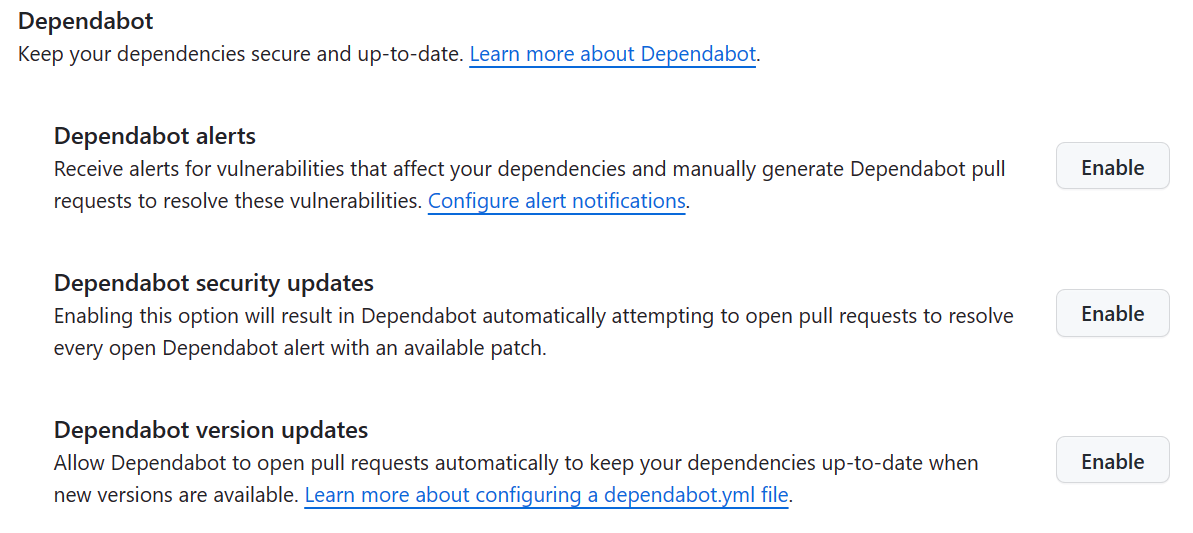 Dependabot
Keep your dependencies secure and up-to-date. Learn more about Dependabot.
Dependabot alerts
Receive alerts for vulnerabilities that affect your dependencies and manually generate Dependabot pull
requests to resolve these vulnerabilities. Configure alert notifications.
Enable
Dependabot security updates
Enabling this option will result in Dependabot automatically attempting to open pull requests to resolve
every open Dependabot alert with an available patch.
Enable
Dependabot version updates
Allow Dependabot to open pull requests automatically to keep your dependencies up-to-date when
new versions are available. Learn more about configuring a dependabot.yml file.
Enable